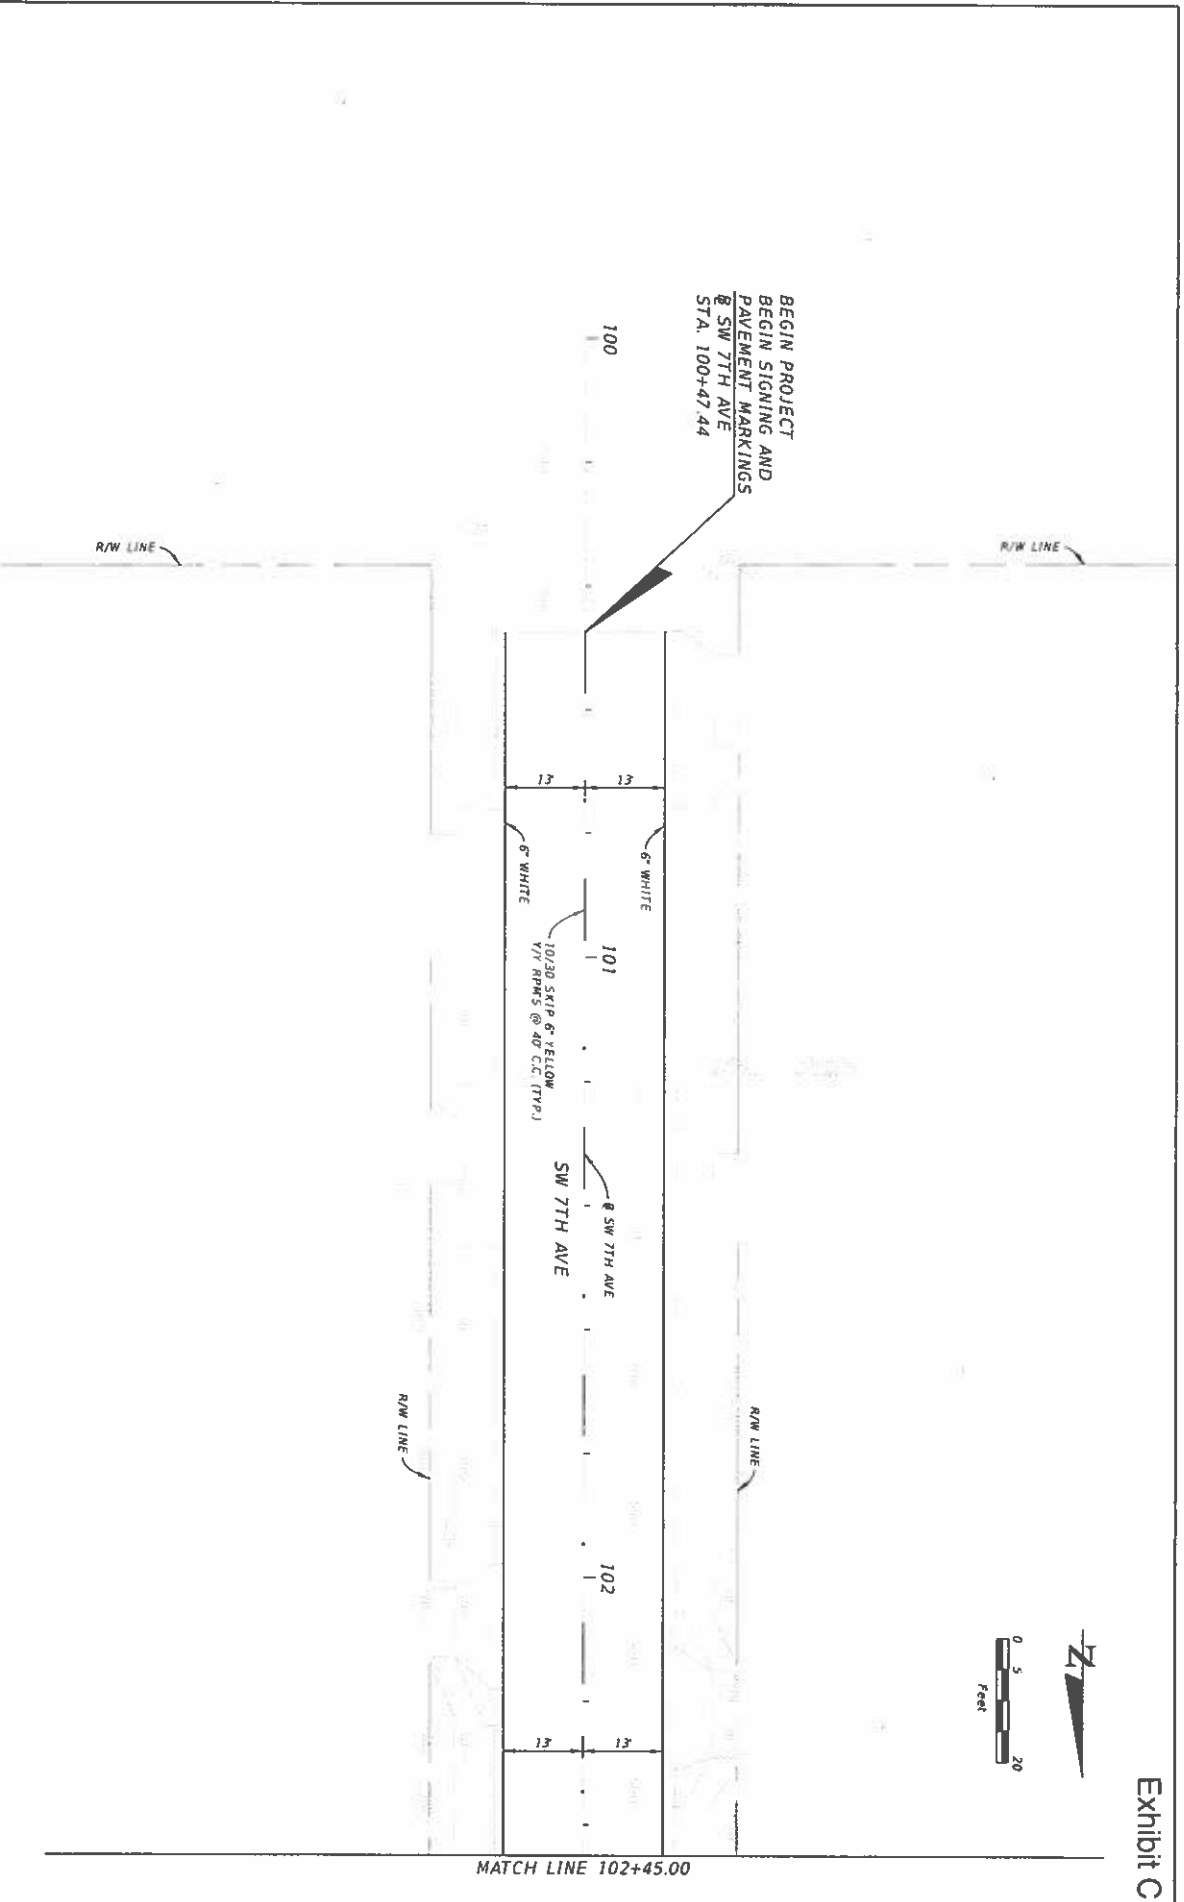 Exhibit C
N
0 5 20
Feet
BEGIN PROJECT
BEGIN SIGNING AND
PAVEMENT MARKINGS
℄ SW 7TH AVE
STA. 100+47.44
100
101
102
R/W LINE
R/W LINE
13'
13'
6" WHITE
6" WHITE
10/30 SKIP 6" YELLOW
Y/Y RPM'S @ 40' C.C. (TYP.)
℄ SW 7TH AVE
SW 7TH AVE
R/W LINE
R/W LINE
13'
13'
MATCH LINE 102+45.00